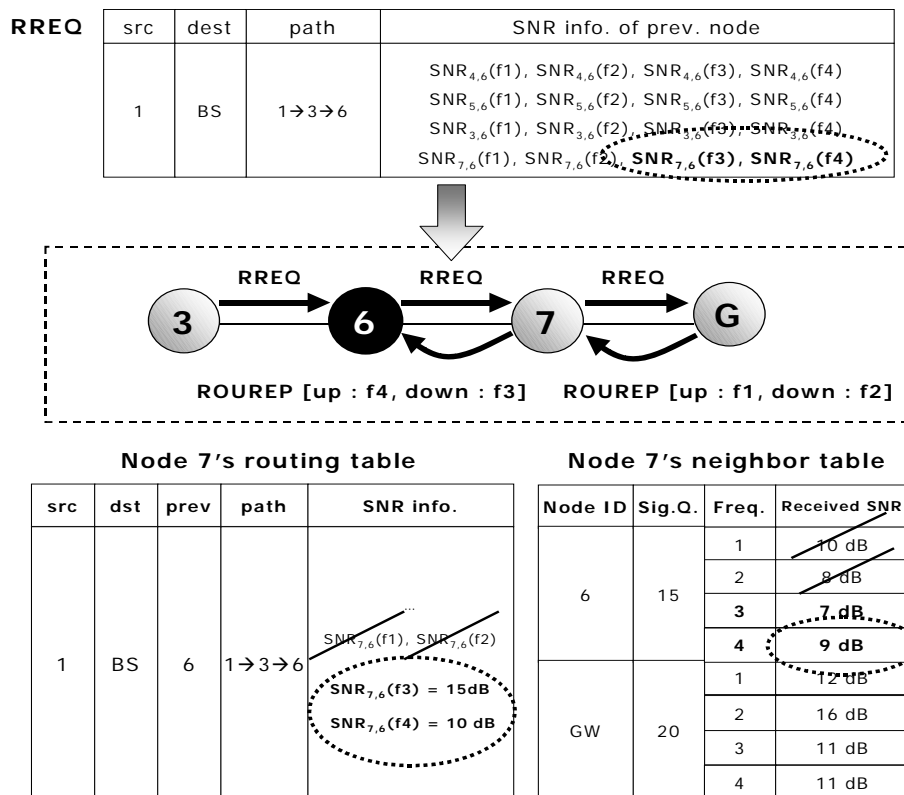 RREQ
src dest path SNR info. of prev. node
1 BS 1→3→6
SNR4,6(f1), SNR4,6(f2), SNR4,6(f3), SNR4,6(f4)
SNR5,6(f1), SNR5,6(f2), SNR5,6(f3), SNR5,6(f4)
SNR3,6(f1), SNR3,6(f2), SNR3,6(f3), SNR3,6(f4)
SNR7,6(f1), SNR7,6(f2), SNR7,6(f3), SNR7,6(f4)
RREQ RREQ RREQ
3 6 7 G
ROUREP [up : f4, down : f3] ROUREP [up : f1, down : f2]
Node 7's routing table
src dst prev path SNR info.
1 BS 6 1→3→6
...
SNR7,6(f1), SNR7,6(f2)
SNR7,6(f3) = 15dB
SNR7,6(f4) = 10 dB
Node 7's neighbor table
Node ID Sig.Q. Freq. Received SNR
6 15
1 10 dB
2 8 dB
3 7 dB
4 9 dB
GW 20
1 12 dB
2 16 dB
3 11 dB
4 11 dB